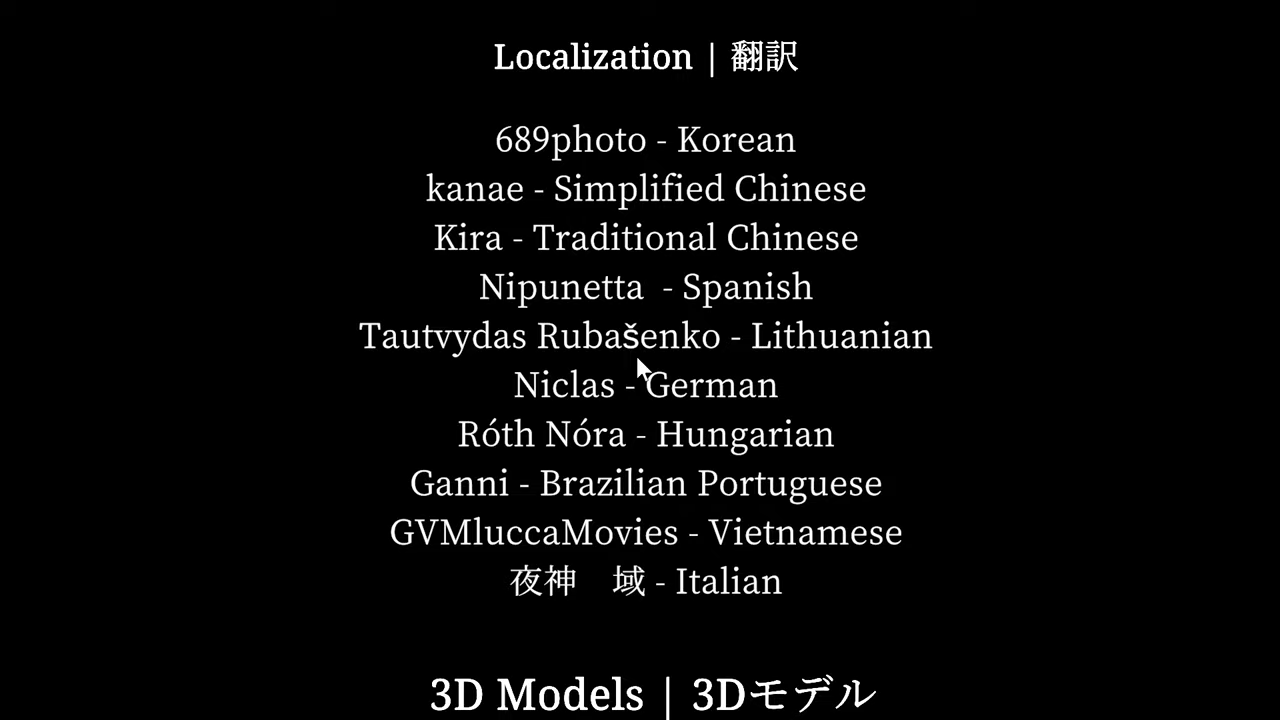 Localization | 翻訳
689photo - Korean
kanae - Simplified Chinese
Kira - Traditional Chinese
Nipunetta  - Spanish
Tautvydas Rubašenko - Lithuanian
Niclas - German
Róth Nóra - Hungarian
Ganni - Brazilian Portuguese
GVMluccaMovies - Vietnamese
夜神　域 - Italian
3D Models | 3Dモデル